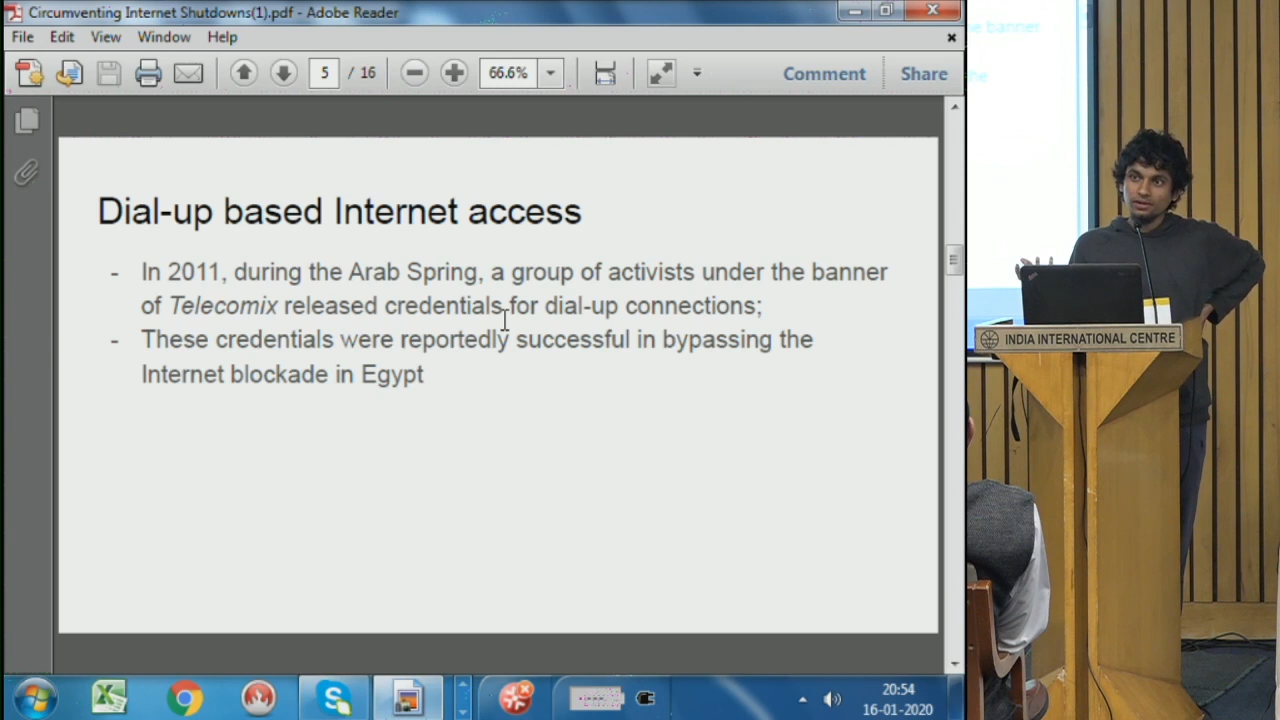 Circumventing Internet Shutdowns(1).pdf - Adobe Reader
File Edit View Window Help
5 / 16 66.6% Comment Share
Dial-up based Internet access
- In 2011, during the Arab Spring, a group of activists under the banner
of Telecomix released credentials for dial-up connections;
- These credentials were reportedly successful in bypassing the
Internet blockade in Egypt
20:54
16-01-2020
banner
INDIA INTERNATIONAL CENTRE